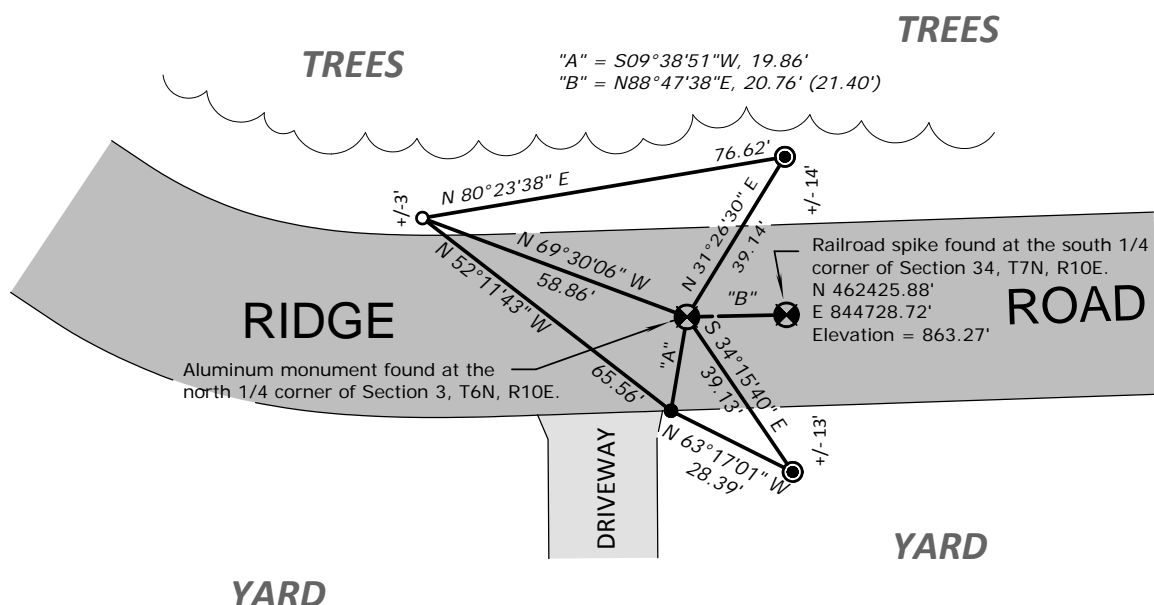 TREES
TREES
"A" = S09°38'51"W, 19.86'
"B" = N88°47'38"E, 20.76' (21.40')
76.62'
N 80°23'38" E
+/-3'
+/- 14'
N 31°26'30" E
39.14'
N 69°30'06" W
58.86'
N 52°11'43" W
65.56'
Railroad spike found at the south 1/4
corner of Section 34, T7N, R10E.
N 462425.88'
E 844728.72'
Elevation = 863.27'
"B"
RIDGE
ROAD
"A"
S 34°15'40" E
39.13'
Aluminum monument found at the
north 1/4 corner of Section 3, T6N, R10E.
N 63°17'01" W
28.39'
+/- 13'
DRIVEWAY
YARD
YARD